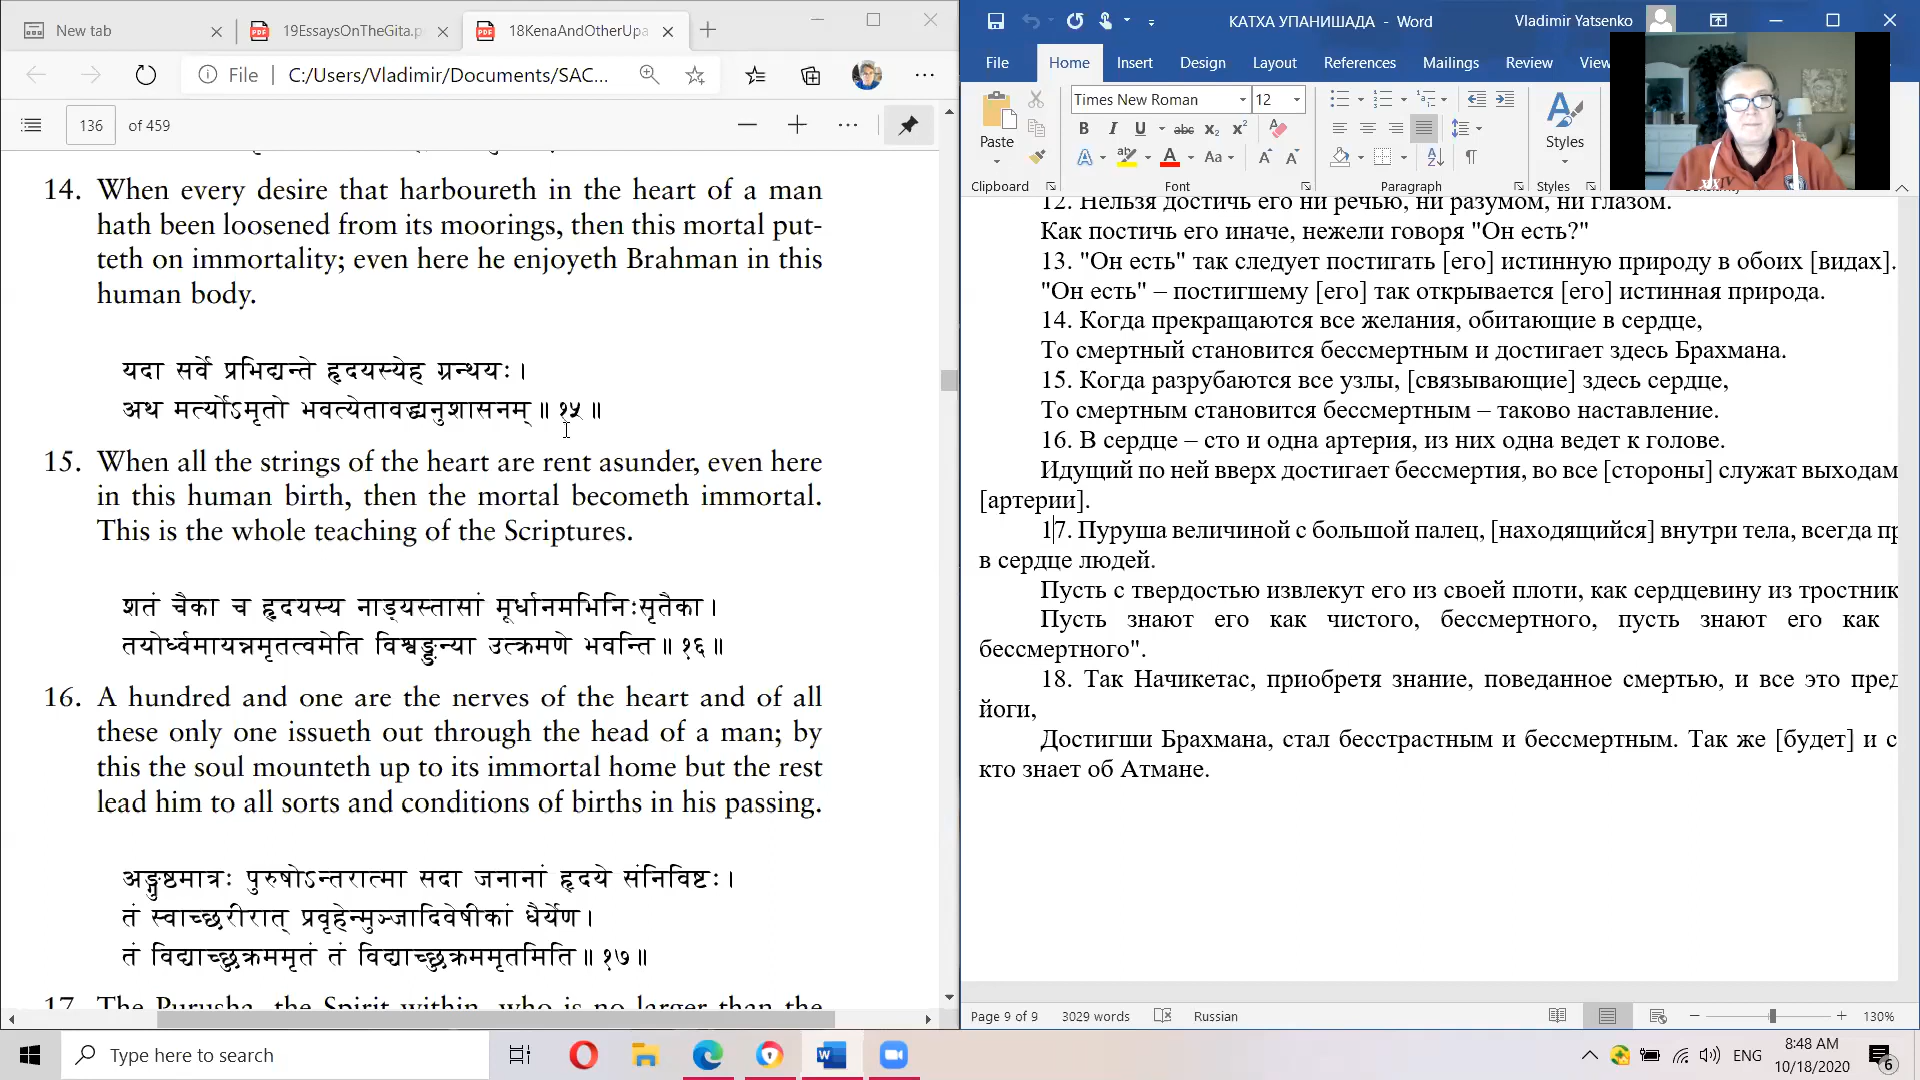 New tab
19EssaysOnTheGita.p
18KenaAndOtherUpa
File
C:/Users/Vladimir/Documents/SAC...
136 of 459
14. When every desire that harboureth in the heart of a man
hath been loosened from its moorings, then this mortal put-
teth on immortality; even here he enjoyeth Brahman in this
human body.
यदा सर्वे प्रभिद्यन्ते हृदयस्येह ग्रन्थयः।
अथ मर्त्योऽमृतो भवत्येतावद्ध्यनुशासनम्॥ १५॥
15. When all the strings of the heart are rent asunder, even here
in this human birth, then the mortal becometh immortal.
This is the whole teaching of the Scriptures.
शतं चैका च हृदयस्य नाड्यस्तासां मूर्धानमभिनिःसृतैका।
तयोर्ध्वमायन्नमृतत्वमेति विश्वङ्ङन्या उत्क्रमणे भवन्ति॥ १६॥
16. A hundred and one are the nerves of the heart and of all
these only one issueth out through the head of a man; by
this the soul mounteth up to its immortal home but the rest
lead him to all sorts and conditions of births in his passing.
अङ्गुष्ठमात्रः पुरुषोऽन्तरात्मा सदा जनानां हृदये संनिविष्टः।
तं स्वाच्छरीरात् प्रवृहेन्मुञ्जादिवेषीकां धैर्येण।
तं विद्याच्छुक्रममृतं तं विद्याच्छुक्रममृतमिति॥ १७॥
17. The Purusha, the Spirit within, who is no larger than the
КАТХА УПАНИШАДА - Word
Vladimir Yatsenko
File Home Insert Design Layout References Mailings Review View
Times New Roman 12
Paste
Styles
Clipboard Font Paragraph Styles
12. Нельзя достичь его ни речью, ни разумом, ни глазом.
Как постичь его иначе, нежели говоря "Он есть?"
13. "Он есть" так следует постигать [его] истинную природу в обоих [видах].
"Он есть" – постигшему [его] так открывается [его] истинная природа.
14. Когда прекращаются все желания, обитающие в сердце,
То смертный становится бессмертным и достигает здесь Брахмана.
15. Когда разрубаются все узлы, [связывающие] здесь сердце,
То смертным становится бессмертным – таково наставление.
16. В сердце – сто и одна артерия, из них одна ведет к голове.
Идущий по ней вверх достигает бессмертия, во все [стороны] служат выходам
[артерии].
17. Пуруша величиной с большой палец, [находящийся] внутри тела, всегда пр
в сердце людей.
Пусть с твердостью извлекут его из своей плоти, как сердцевину из тростник
Пусть знают его как чистого, бессмертного, пусть знают его как
бессмертного".
18. Так Начикетас, приобретя знание, поведанное смертью, и все это пред
йоги,
Достигши Брахмана, стал бесстрастным и бессмертным. Так же [будет] и с
кто знает об Атмане.
Page 9 of 9 3029 words Russian 130%
Type here to search
ENG
8:48 AM
10/18/2020
6